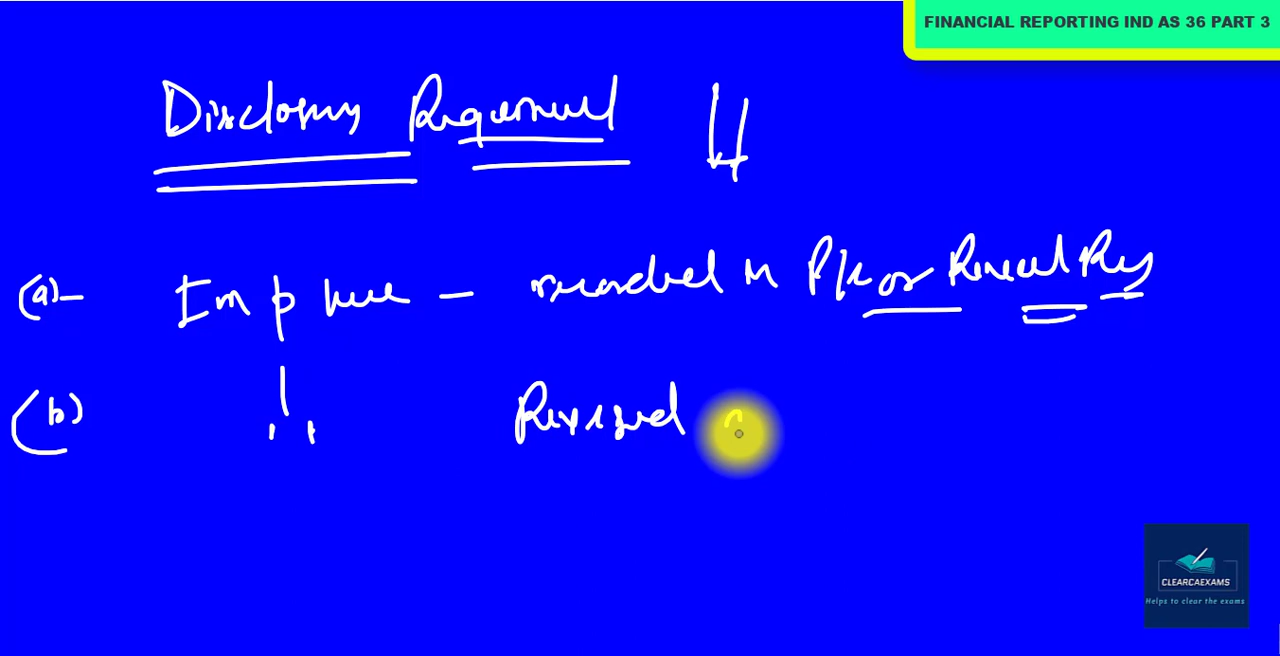 FINANCIAL REPORTING IND AS 36 PART 3
Disclosure Requirement
(a) - Imp - recorded in P/L or Reval Res
(b) Reversed
CLEARCAEXAMS
Helps to clear the exams